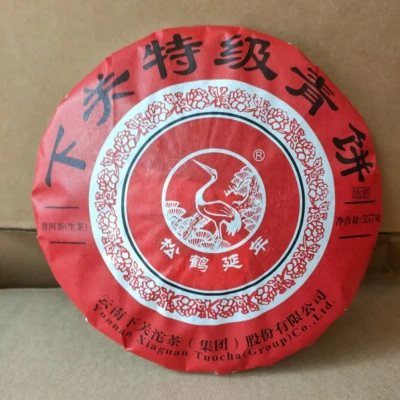 下关特级青饼
®
松鹤延年
普洱茶(生茶)
净含量:357克
云南下关沱茶(集团)股份有限公司
Yunnan Xiaguan Tuocha(Group)Co.,Ltd.